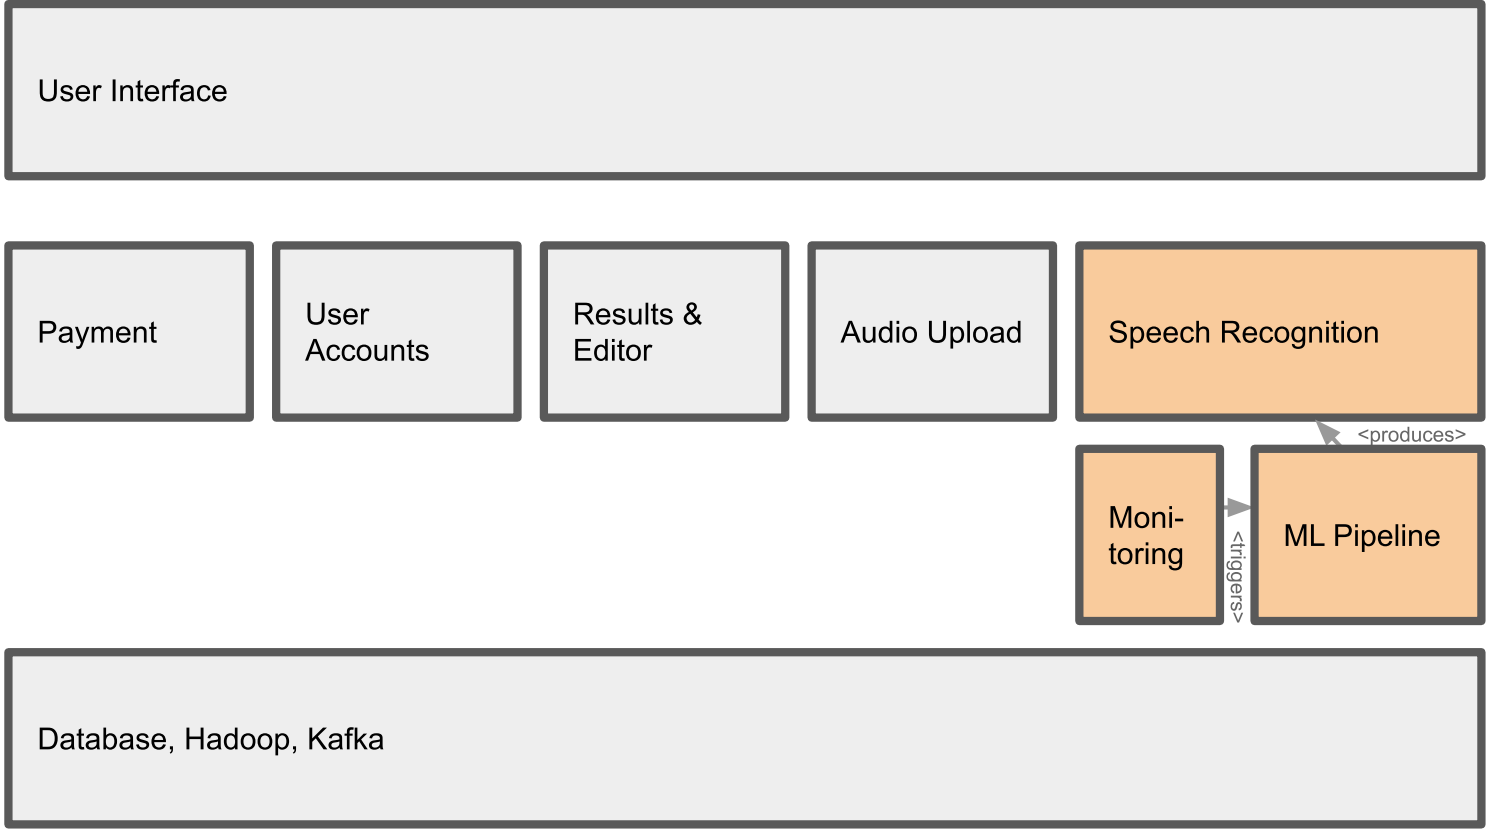 User Interface
Payment
User
Accounts
Results &
Editor
Audio Upload
Speech Recognition
<produces>
Moni-
toring
<triggers>
ML Pipeline
Database, Hadoop, Kafka